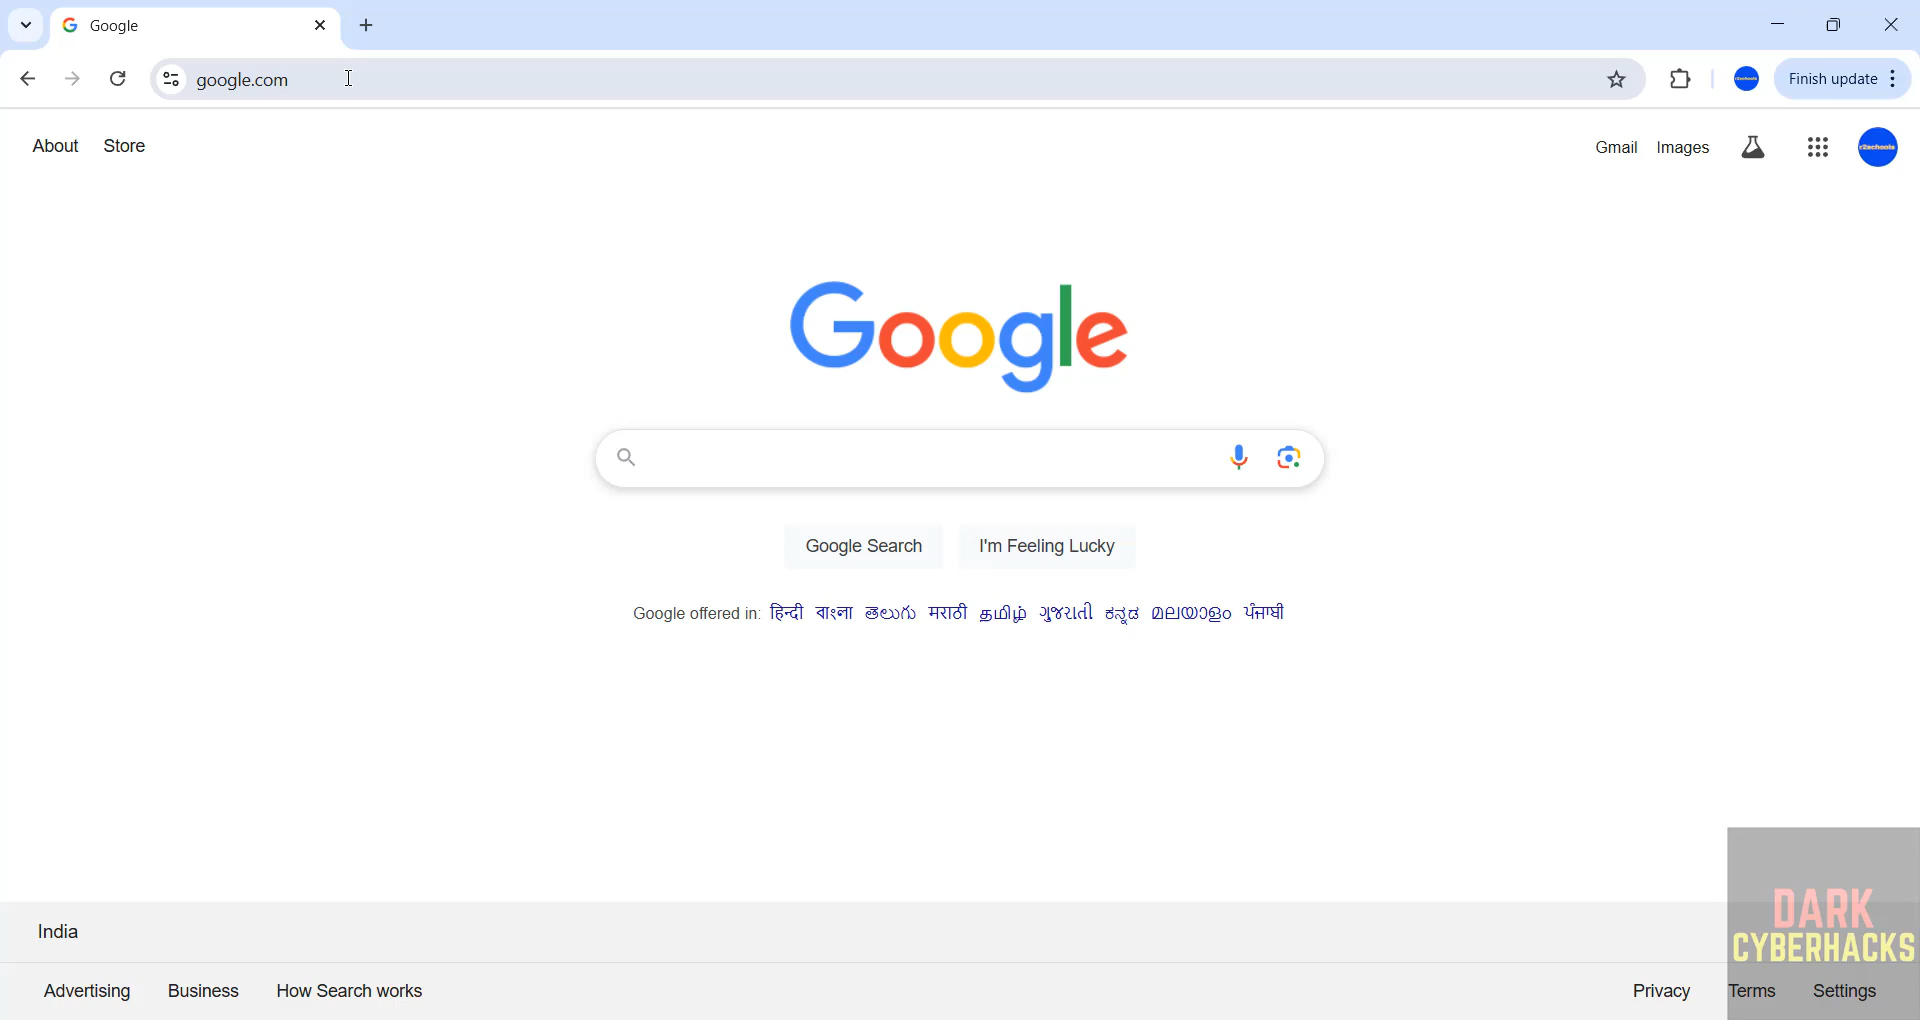 Google
google.com
Finish update
About Store
Gmail Images
r2schools
Google
Google Search I'm Feeling Lucky
Google offered in: हिन्दी বাংলা తెలుగు मराठी தமிழ் ગુજરાતી ಕನ್ನಡ മലയാളം ਪੰਜਾਬੀ
India
DARK
CYBERHACKS
Advertising Business How Search works Privacy Terms Settings